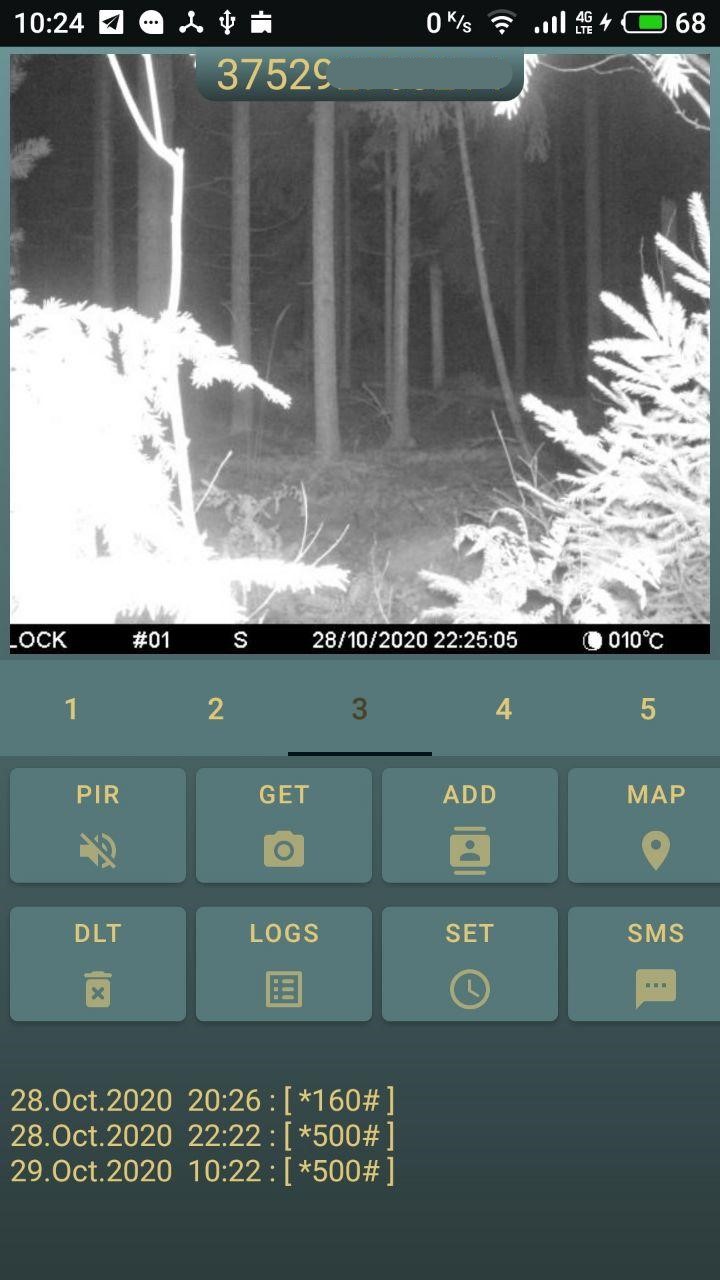 10:24 0 K/s 4G LTE 68
37529
LOCK #01 S 28/10/2020 22:25:05 010°C
1 2 3 4 5
PIR GET ADD MAP
DLT LOGS SET SMS
28.Oct.2020 20:26 : [ *160# ]
28.Oct.2020 22:22 : [ *500# ]
29.Oct.2020 10:22 : [ *500# ]